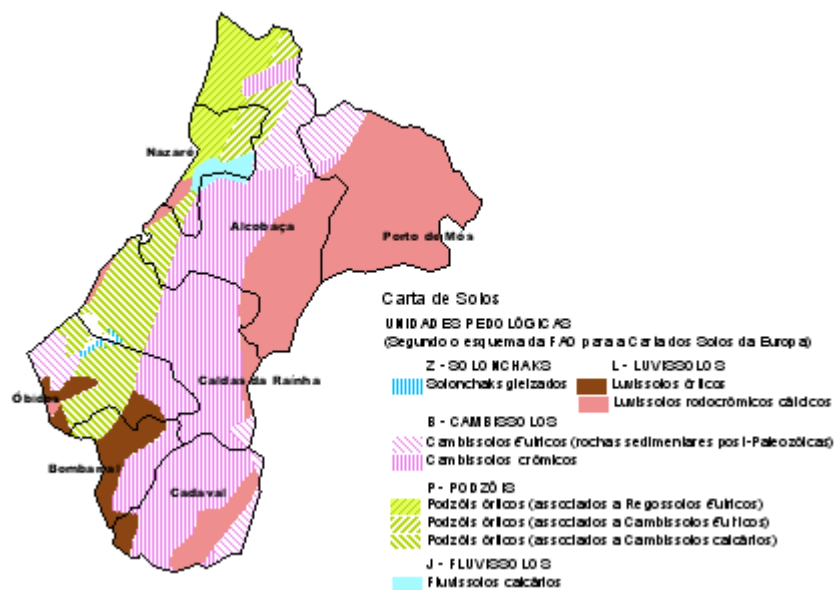 Nazaré
Alcobaça
Porto de Mós
Caldas da Rainha
Óbidos
Bombarral
Cadaval
Carta de Solos
UNIDADES PEDOLÓGICAS
(Segundo o esquema da FAO para a Carta dos Solos da Europa)
Z - SOLONCHAKS
Solonchaks gleizados
L - LUVISSOLOS
Luvissolos órticos
Luvissolos rodocrómicos cálcicos
B - CAMBISSOLOS
Cambissolos Êutricos (rochas sedimentares post-Paleozóicas)
Cambissolos crómicos
P - PODZÓIS
Podzóis órticos (associados a Regossolos Êutricos)
Podzóis órticos (associados a Cambissolos Êutricos)
Podzóis órticos (associados a Cambissolos calcários)
J - FLUVISSOLOS
Fluvissolos calcários